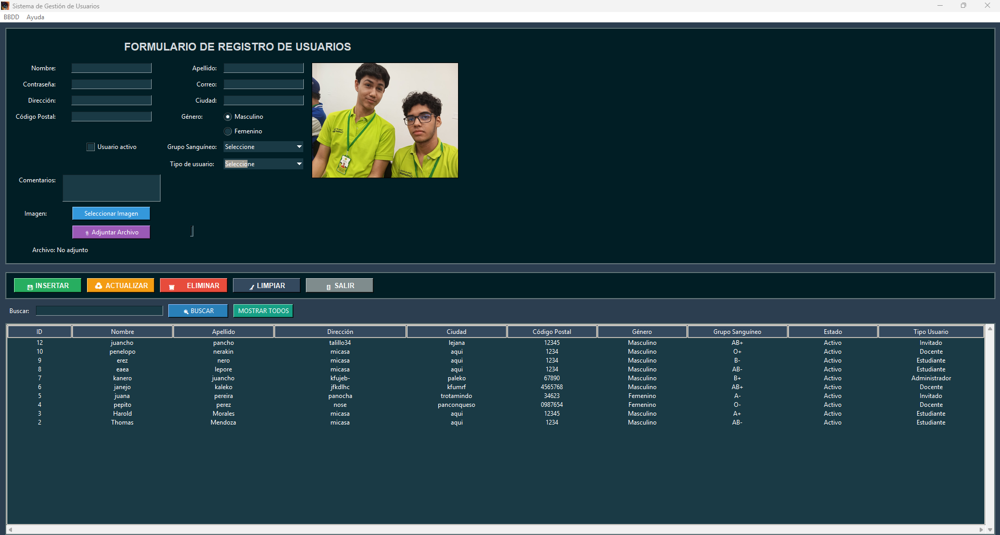 Sistema de Gestión de Usuarios
BBDD Ayuda
FORMULARIO DE REGISTRO DE USUARIOS
Nombre: Apellido:
Contraseña: Correo:
Dirección: Ciudad:
Código Postal: Género: Masculino
Femenino
Usuario activo Grupo Sanguíneo: Seleccione
Tipo de usuario: Seleccione
Comentarios:
Imagen: Seleccionar Imagen
Adjuntar Archivo
Archivo: No adjunto
INSERTAR ACTUALIZAR ELIMINAR LIMPIAR SALIR
Buscar: BUSCAR MOSTRAR TODOS
ID Nombre Apellido Dirección Ciudad Código Postal Género Grupo Sanguíneo Estado Tipo Usuario
12 juancho pancho talillo34 lejana 12345 Masculino AB+ Activo Invitado
10 penelopo nerakin micasa aqui 1234 Masculino O+ Activo Docente
9 erez nero micasa aqui 1234 Masculino B- Activo Estudiante
8 eaea lepore micasa aqui 1234 Masculino AB- Activo Estudiante
7 kanero juancho kfujeb- paleko 67890 Masculino B+ Activo Administrador
6 janejo kaleko jfkdlhc kfumrf 4565768 Masculino AB+ Activo Docente
5 juana pereira panocha trotamindo 34623 Femenino A- Activo Invitado
4 pepito perez nose panconqueso 0987654 Femenino O- Activo Docente
3 Harold Morales micasa aqui 12345 Masculino A+ Activo Estudiante
2 Thomas Mendoza micasa aqui 1234 Masculino AB- Activo Estudiante